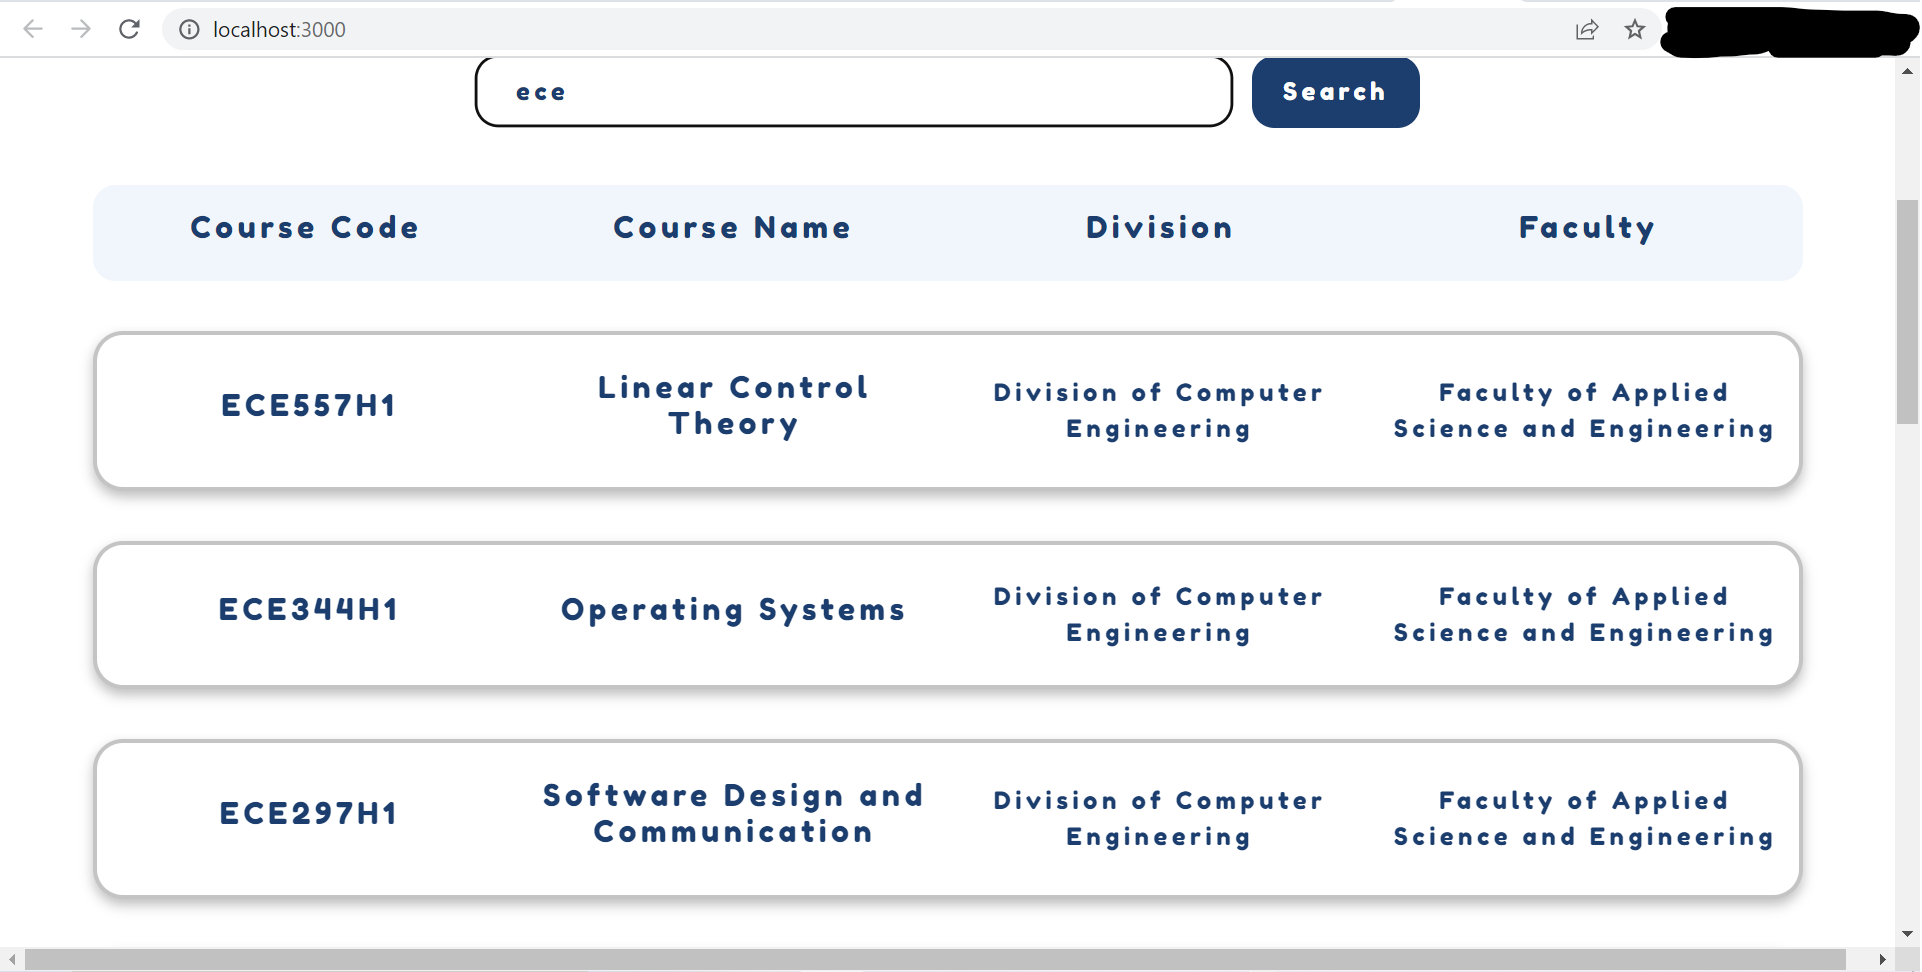 localhost:3000
ece
Search
Course Code
Course Name
Division
Faculty
ECE557H1
Linear Control
Theory
Division of Computer
Engineering
Faculty of Applied
Science and Engineering
ECE344H1
Operating Systems
Division of Computer
Engineering
Faculty of Applied
Science and Engineering
ECE297H1
Software Design and
Communication
Division of Computer
Engineering
Faculty of Applied
Science and Engineering